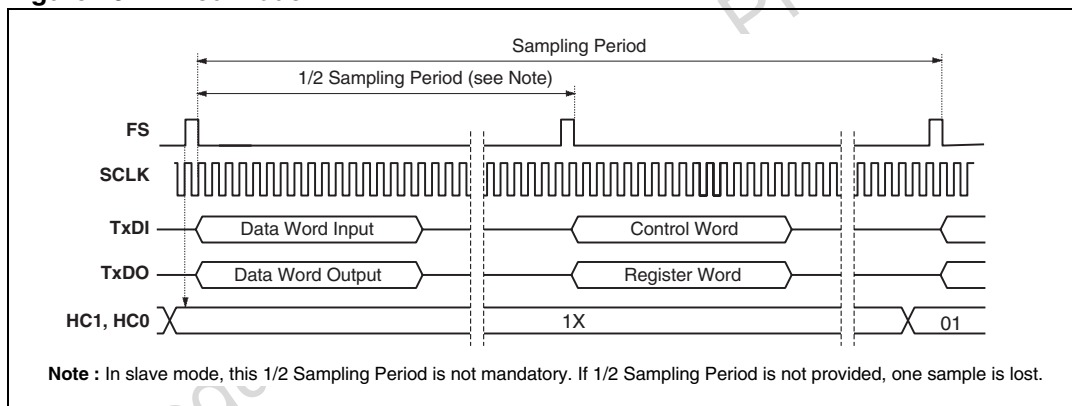 Sampling Period
1/2 Sampling Period (see Note)
FS
SCLK
TxDI
Data Word Input
Control Word
TxDO
Data Word Output
Register Word
HC1, HC0
1X
01
Note : In slave mode, this 1/2 Sampling Period is not mandatory. If 1/2 Sampling Period is not provided, one sample is lost.